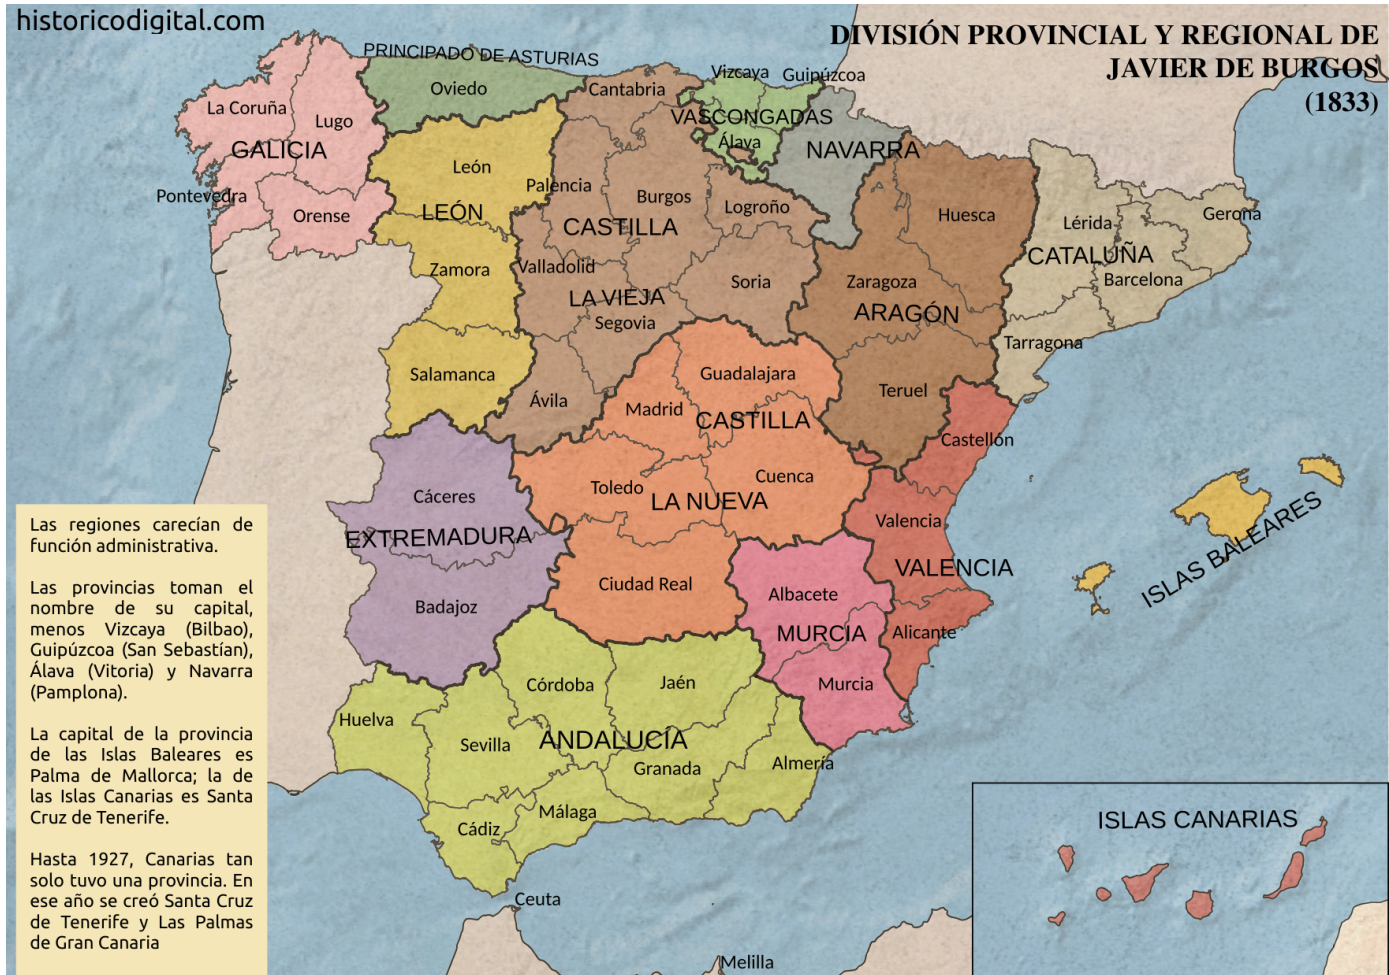 historicodigital.com
DIVISIÓN PROVINCIAL Y REGIONAL DE
JAVIER DE BURGOS
(1833)
PRINCIPADO DE ASTURIAS
Oviedo
Cantabria
Vizcaya
Guipúzcoa
VASCONGADAS
Álava
NAVARRA
La Coruña
Lugo
GALICIA
Pontevedra
Orense
León
LEÓN
Zamora
Salamanca
Palencia
Burgos
Logroño
CASTILLA
Valladolid
LA VIEJA
Soria
Segovia
Ávila
Huesca
Zaragoza
ARAGÓN
Teruel
Lérida
Gerona
CATALUÑA
Barcelona
Tarragona
Guadalajara
Madrid
CASTILLA
Toledo
LA NUEVA
Cuenca
Ciudad Real
Cáceres
EXTREMADURA
Badajoz
Castellón
Valencia
VALENCIA
Alicante
Albacete
MURCIA
Murcia
ISLAS BALEARES
Huelva
Sevilla
Córdoba
Jaén
ANDALUCÍA
Granada
Almería
Málaga
Cádiz
Ceuta
Melilla
ISLAS CANARIAS
Las regiones carecían de
función administrativa.
Las provincias toman el
nombre de su capital,
menos Vizcaya (Bilbao),
Guipúzcoa (San Sebastían),
Álava (Vitoria) y Navarra
(Pamplona).
La capital de la provincia
de las Islas Baleares es
Palma de Mallorca; la de
las Islas Canarias es Santa
Cruz de Tenerife.
Hasta 1927, Canarias tan
solo tuvo una provincia. En
ese año se creó Santa Cruz
de Tenerife y Las Palmas
de Gran Canaria